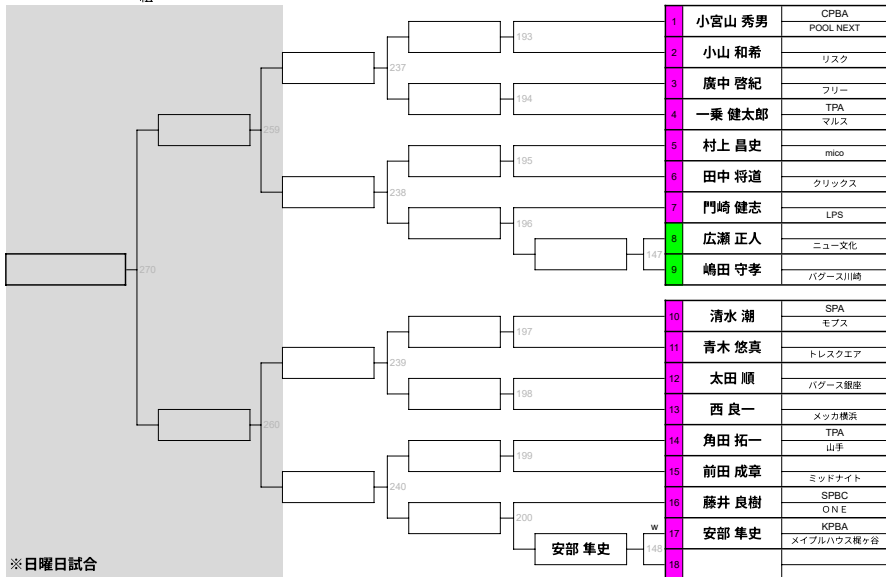 1 小宮山 秀男 CPBA
POOL NEXT
193
2 小山 和希 リスク
237
3 廣中 啓紀 フリー
194
4 一乗 健太郎 TPA
マルス
259
5 村上 昌史 mico
195
6 田中 将道 クリックス
238
7 門崎 健志 LPS
196
8 広瀬 正人 ニュー文化
147
9 嶋田 守孝 バグース川崎
270
10 清水 潮 SPA
モブス
197
11 青木 悠真 トレスクエア
239
12 太田 順 バグース銀座
198
13 西 良一 メッカ横浜
260
14 角田 拓一 TPA
山手
199
15 前田 成章 ミッドナイト
240
16 藤井 良樹 SPBC
ＯＮＥ
200
w
17 安部 隼史 KPBA
メイプルハウス梶ヶ谷
安部 隼史
148
18
※日曜日試合